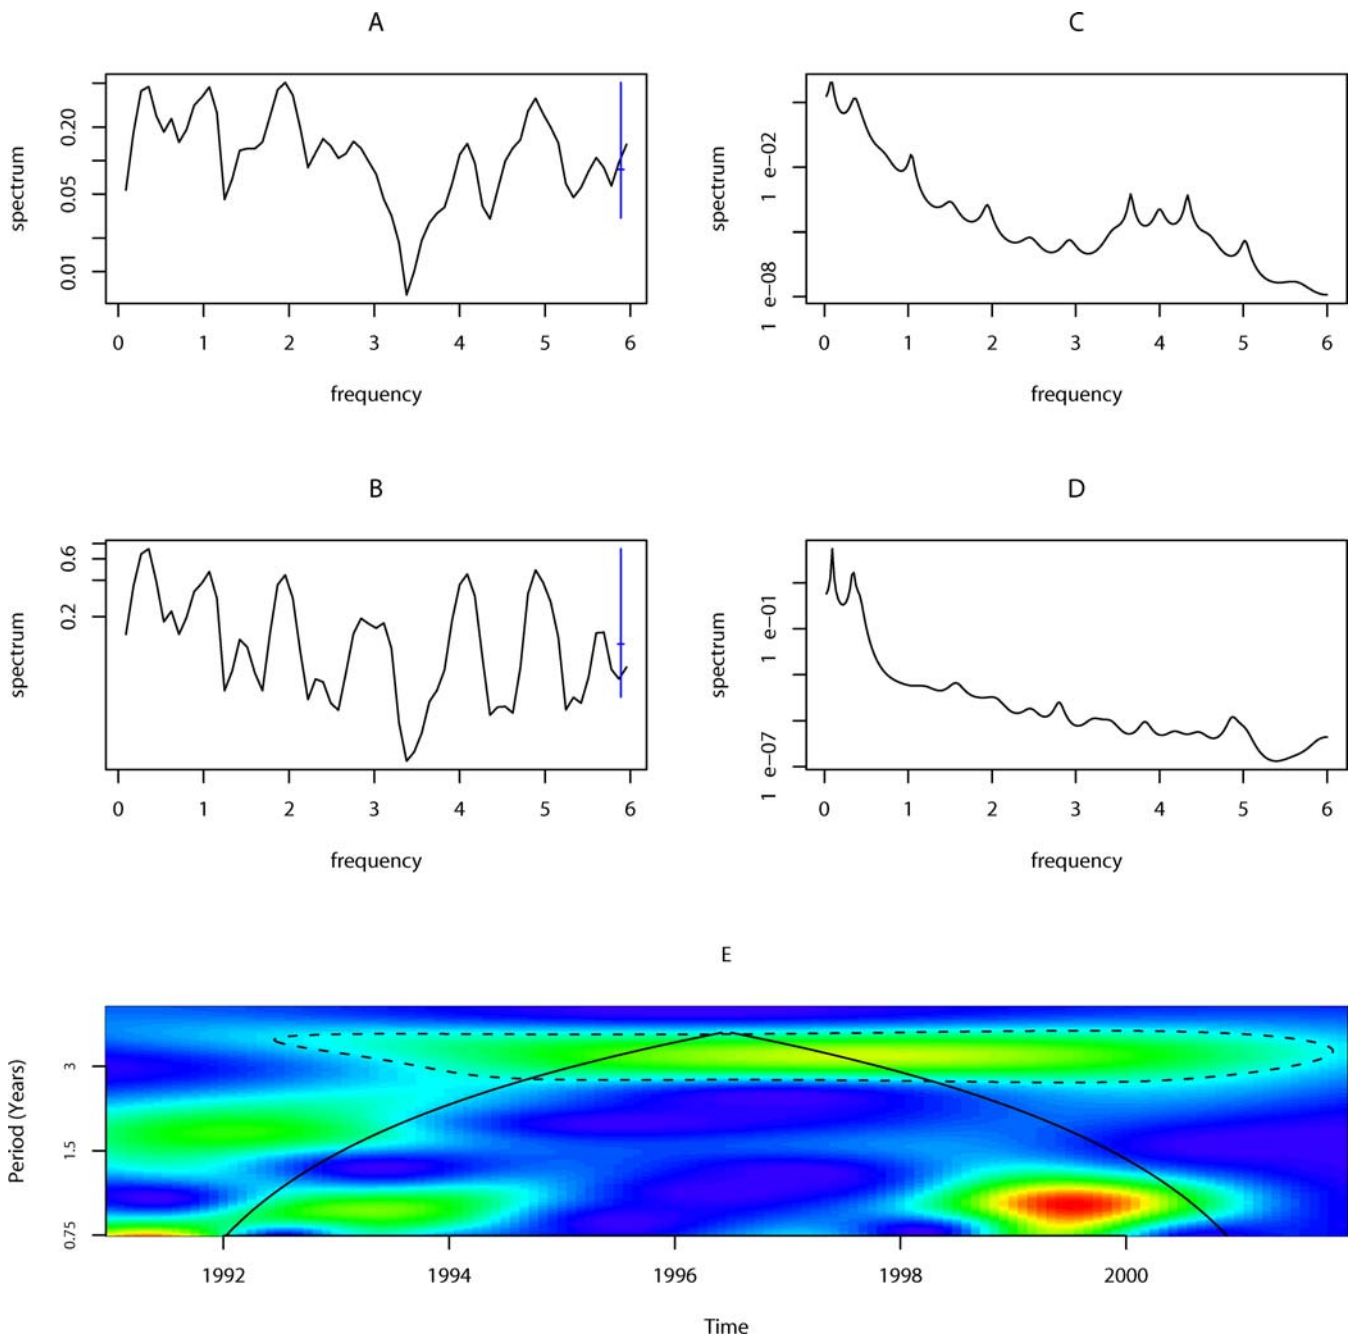 A
spectrum
0.01 0.05 0.20
0 1 2 3 4 5 6
frequency
C
spectrum
1 e−08 1 e−02
0 1 2 3 4 5 6
frequency
B
spectrum
0.2 0.6
0 1 2 3 4 5 6
frequency
D
spectrum
1 e−07 1 e−01
0 1 2 3 4 5 6
frequency
E
Period (Years)
3
1.5
0.75
1992 1994 1996 1998 2000
Time